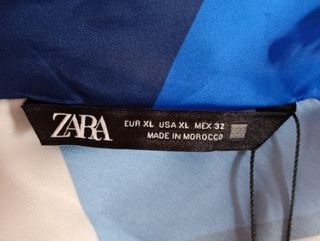 ZARA
EUR XL USA XL MEX 32
MADE IN MOROCCO